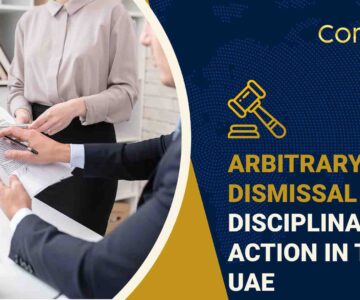 Con
ARBITRARY
DISMISSAL
DISCIPLINA
ACTION IN T
UAE